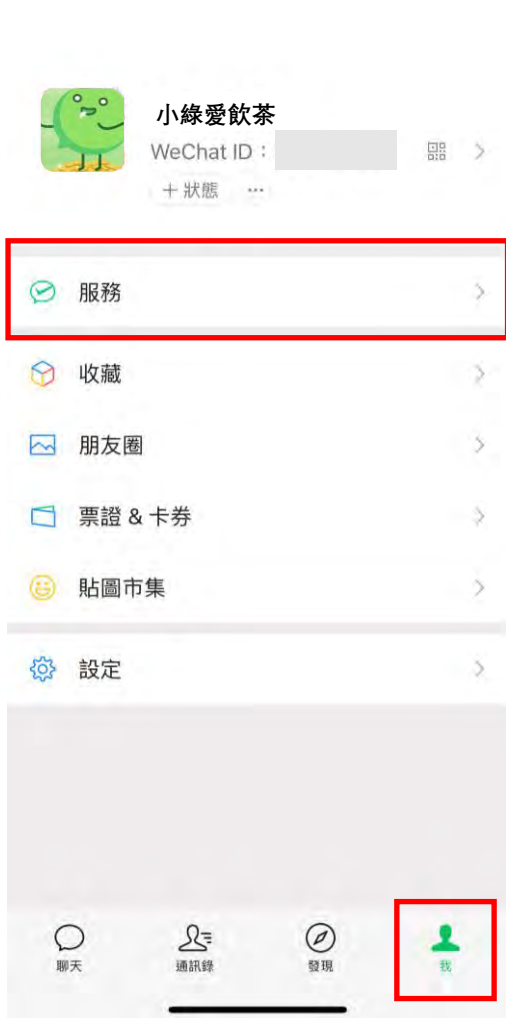 小綠愛飲茶
WeChat ID：
＋狀態 ···
服務
收藏
朋友圈
票證 & 卡券
貼圖市集
設定
聊天
通訊錄
發現
我